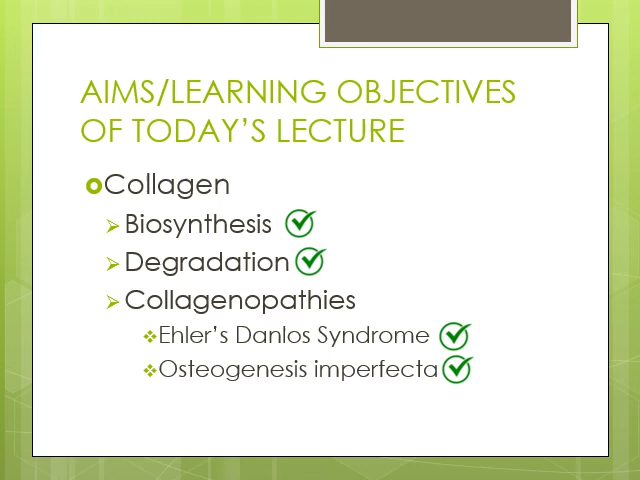 AIMS/LEARNING OBJECTIVES
OF TODAY'S LECTURE
Collagen
Biosynthesis
Degradation
Collagenopathies
Ehler's Danlos Syndrome
Osteogenesis imperfecta